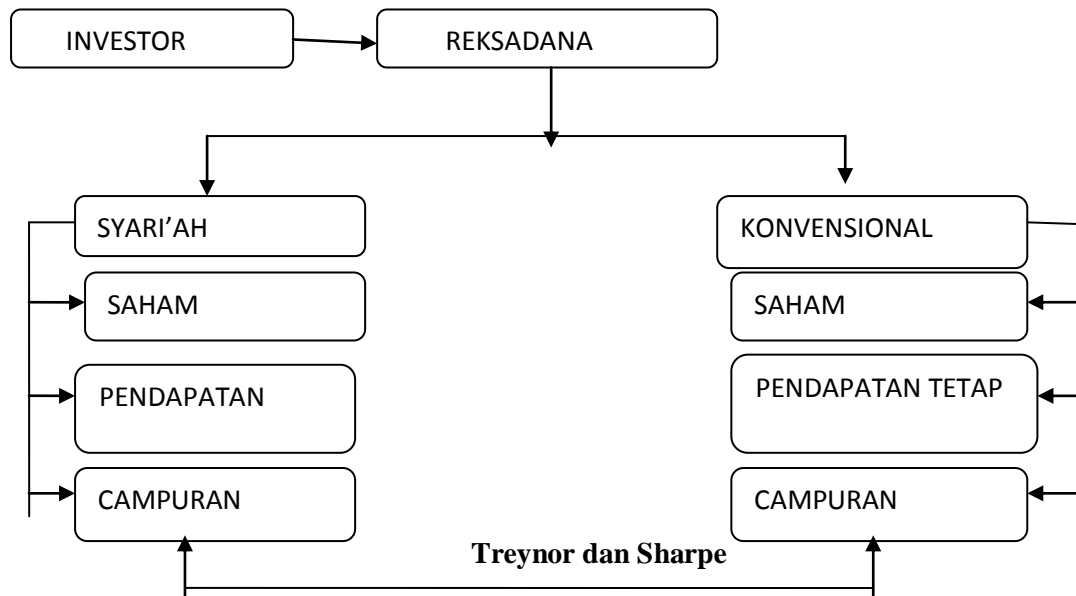 INVESTOR
REKSADANA
SYARI’AH
KONVENSIONAL
SAHAM
SAHAM
PENDAPATAN
PENDAPATAN TETAP
CAMPURAN
CAMPURAN
Treynor dan Sharpe